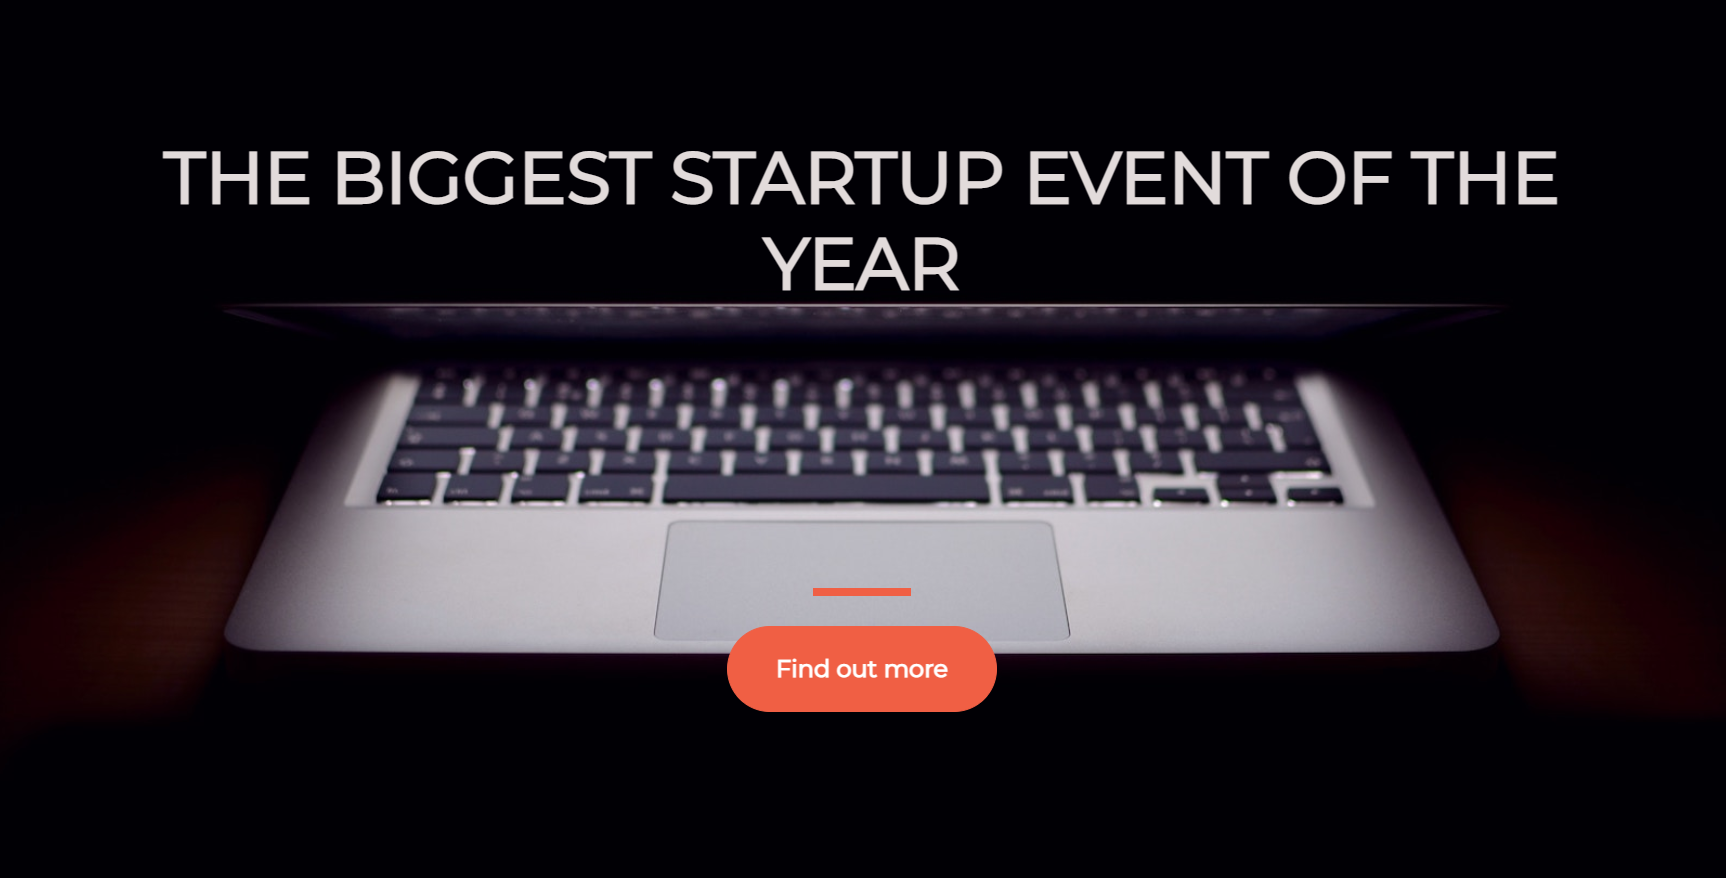 THE BIGGEST STARTUP EVENT OF THE
YEAR
Find out more